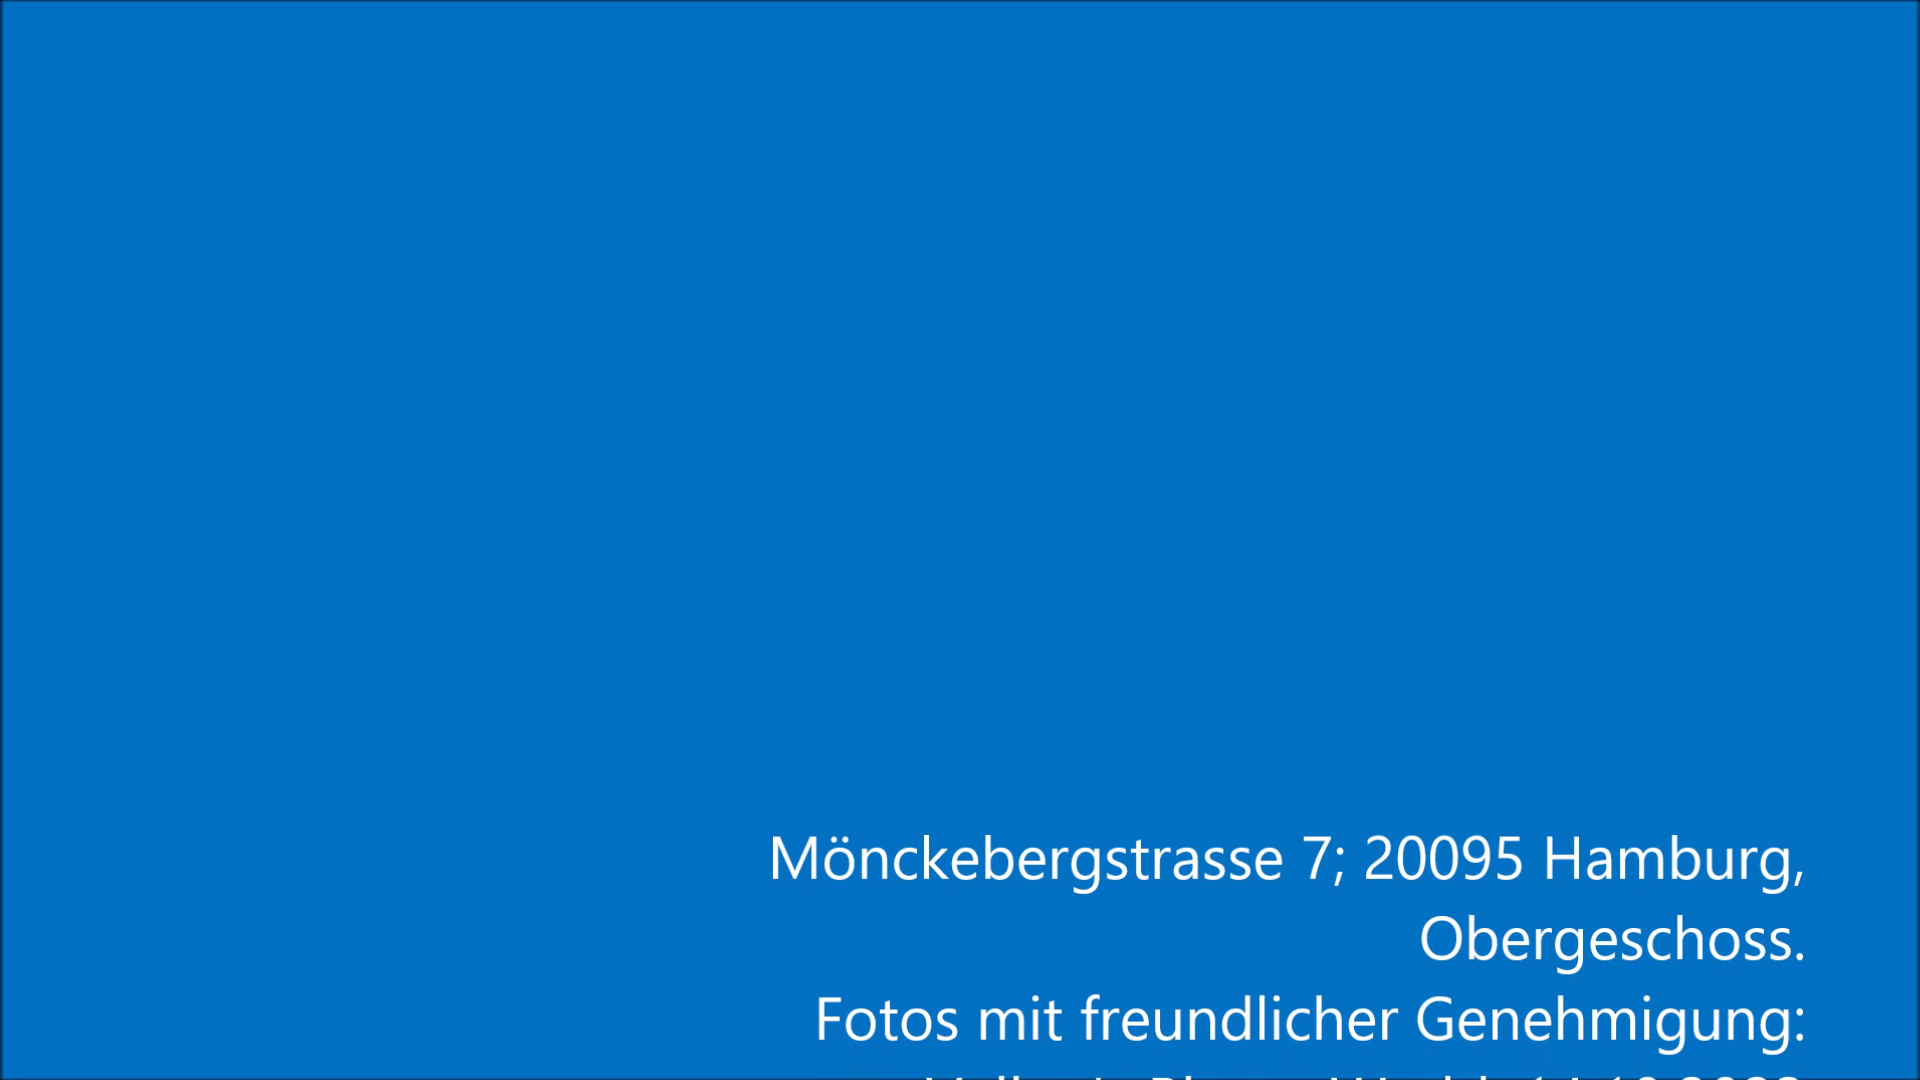 Mönckebergstrasse 7; 20095 Hamburg,
Obergeschoss.
Fotos mit freundlicher Genehmigung: